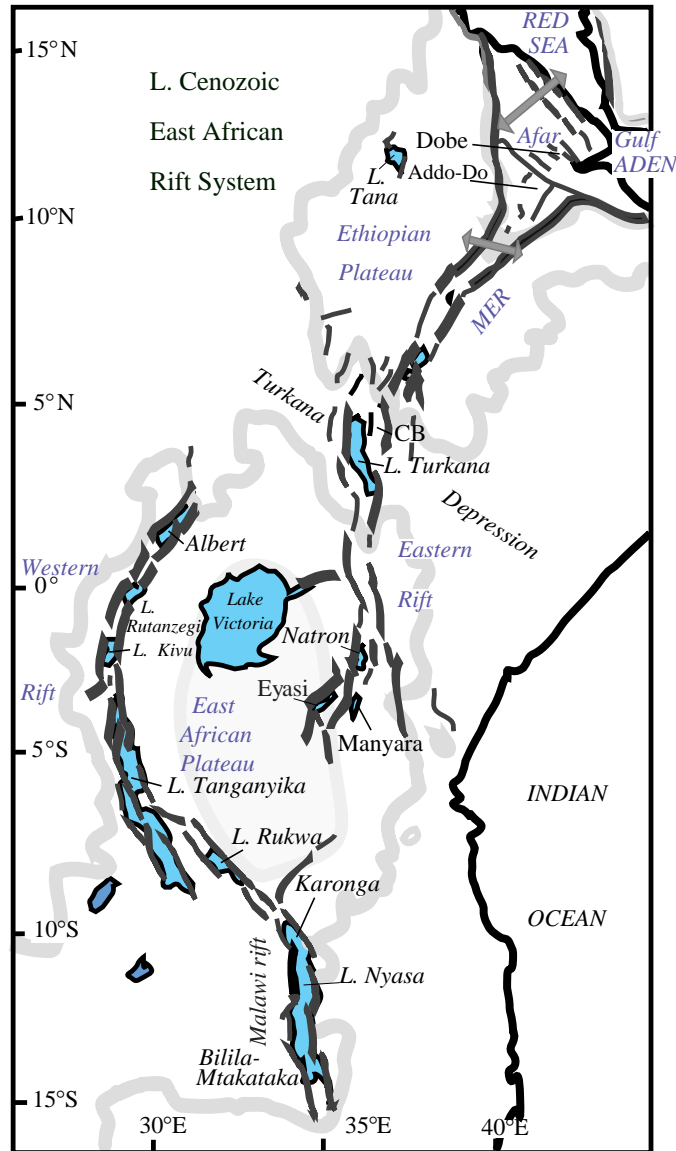 RED
SEA
15°N
L. Cenozoic
East African
Rift System
Dobe
Afar
Gulf
ADEN
L.
Tana
Addo-Do
10°N
Ethiopian
Plateau
MER
Turkana
5°N
CB
L. Turkana
Depression
Albert
Eastern
Rift
Western
0°
L.
Rutanzegi
L. Kivu
Lake
Victoria
Natron
Rift
Eyasi
East
African
Plateau
Manyara
5°S
L. Tanganyika
INDIAN
OCEAN
L. Rukwa
Karonga
10°S
Malawi rift
L. Nyasa
Bilila-
Mtakataka
15°S
30°E
35°E
40°E